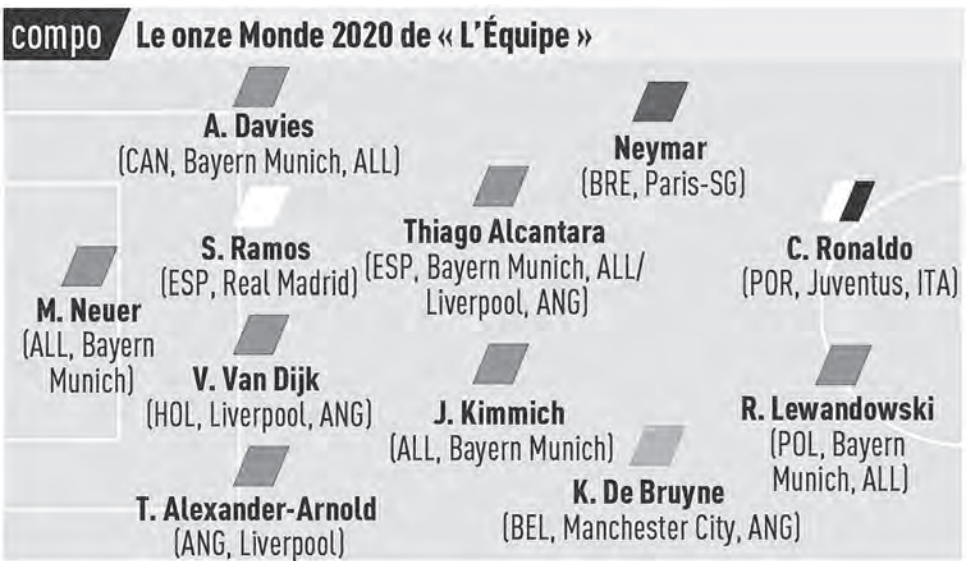 compo Le onze Monde 2020 de « L'Équipe »
A. Davies
(CAN, Bayern Munich, ALL)
Neymar
(BRE, Paris-SG)
S. Ramos
(ESP, Real Madrid)
Thiago Alcantara
(ESP, Bayern Munich, ALL/
Liverpool, ANG)
C. Ronaldo
(POR, Juventus, ITA)
M. Neuer
(ALL, Bayern
Munich)
V. Van Dijk
(HOL, Liverpool, ANG)
J. Kimmich
(ALL, Bayern Munich)
R. Lewandowski
(POL, Bayern
Munich, ALL)
T. Alexander-Arnold
(ANG, Liverpool)
K. De Bruyne
(BEL, Manchester City, ANG)